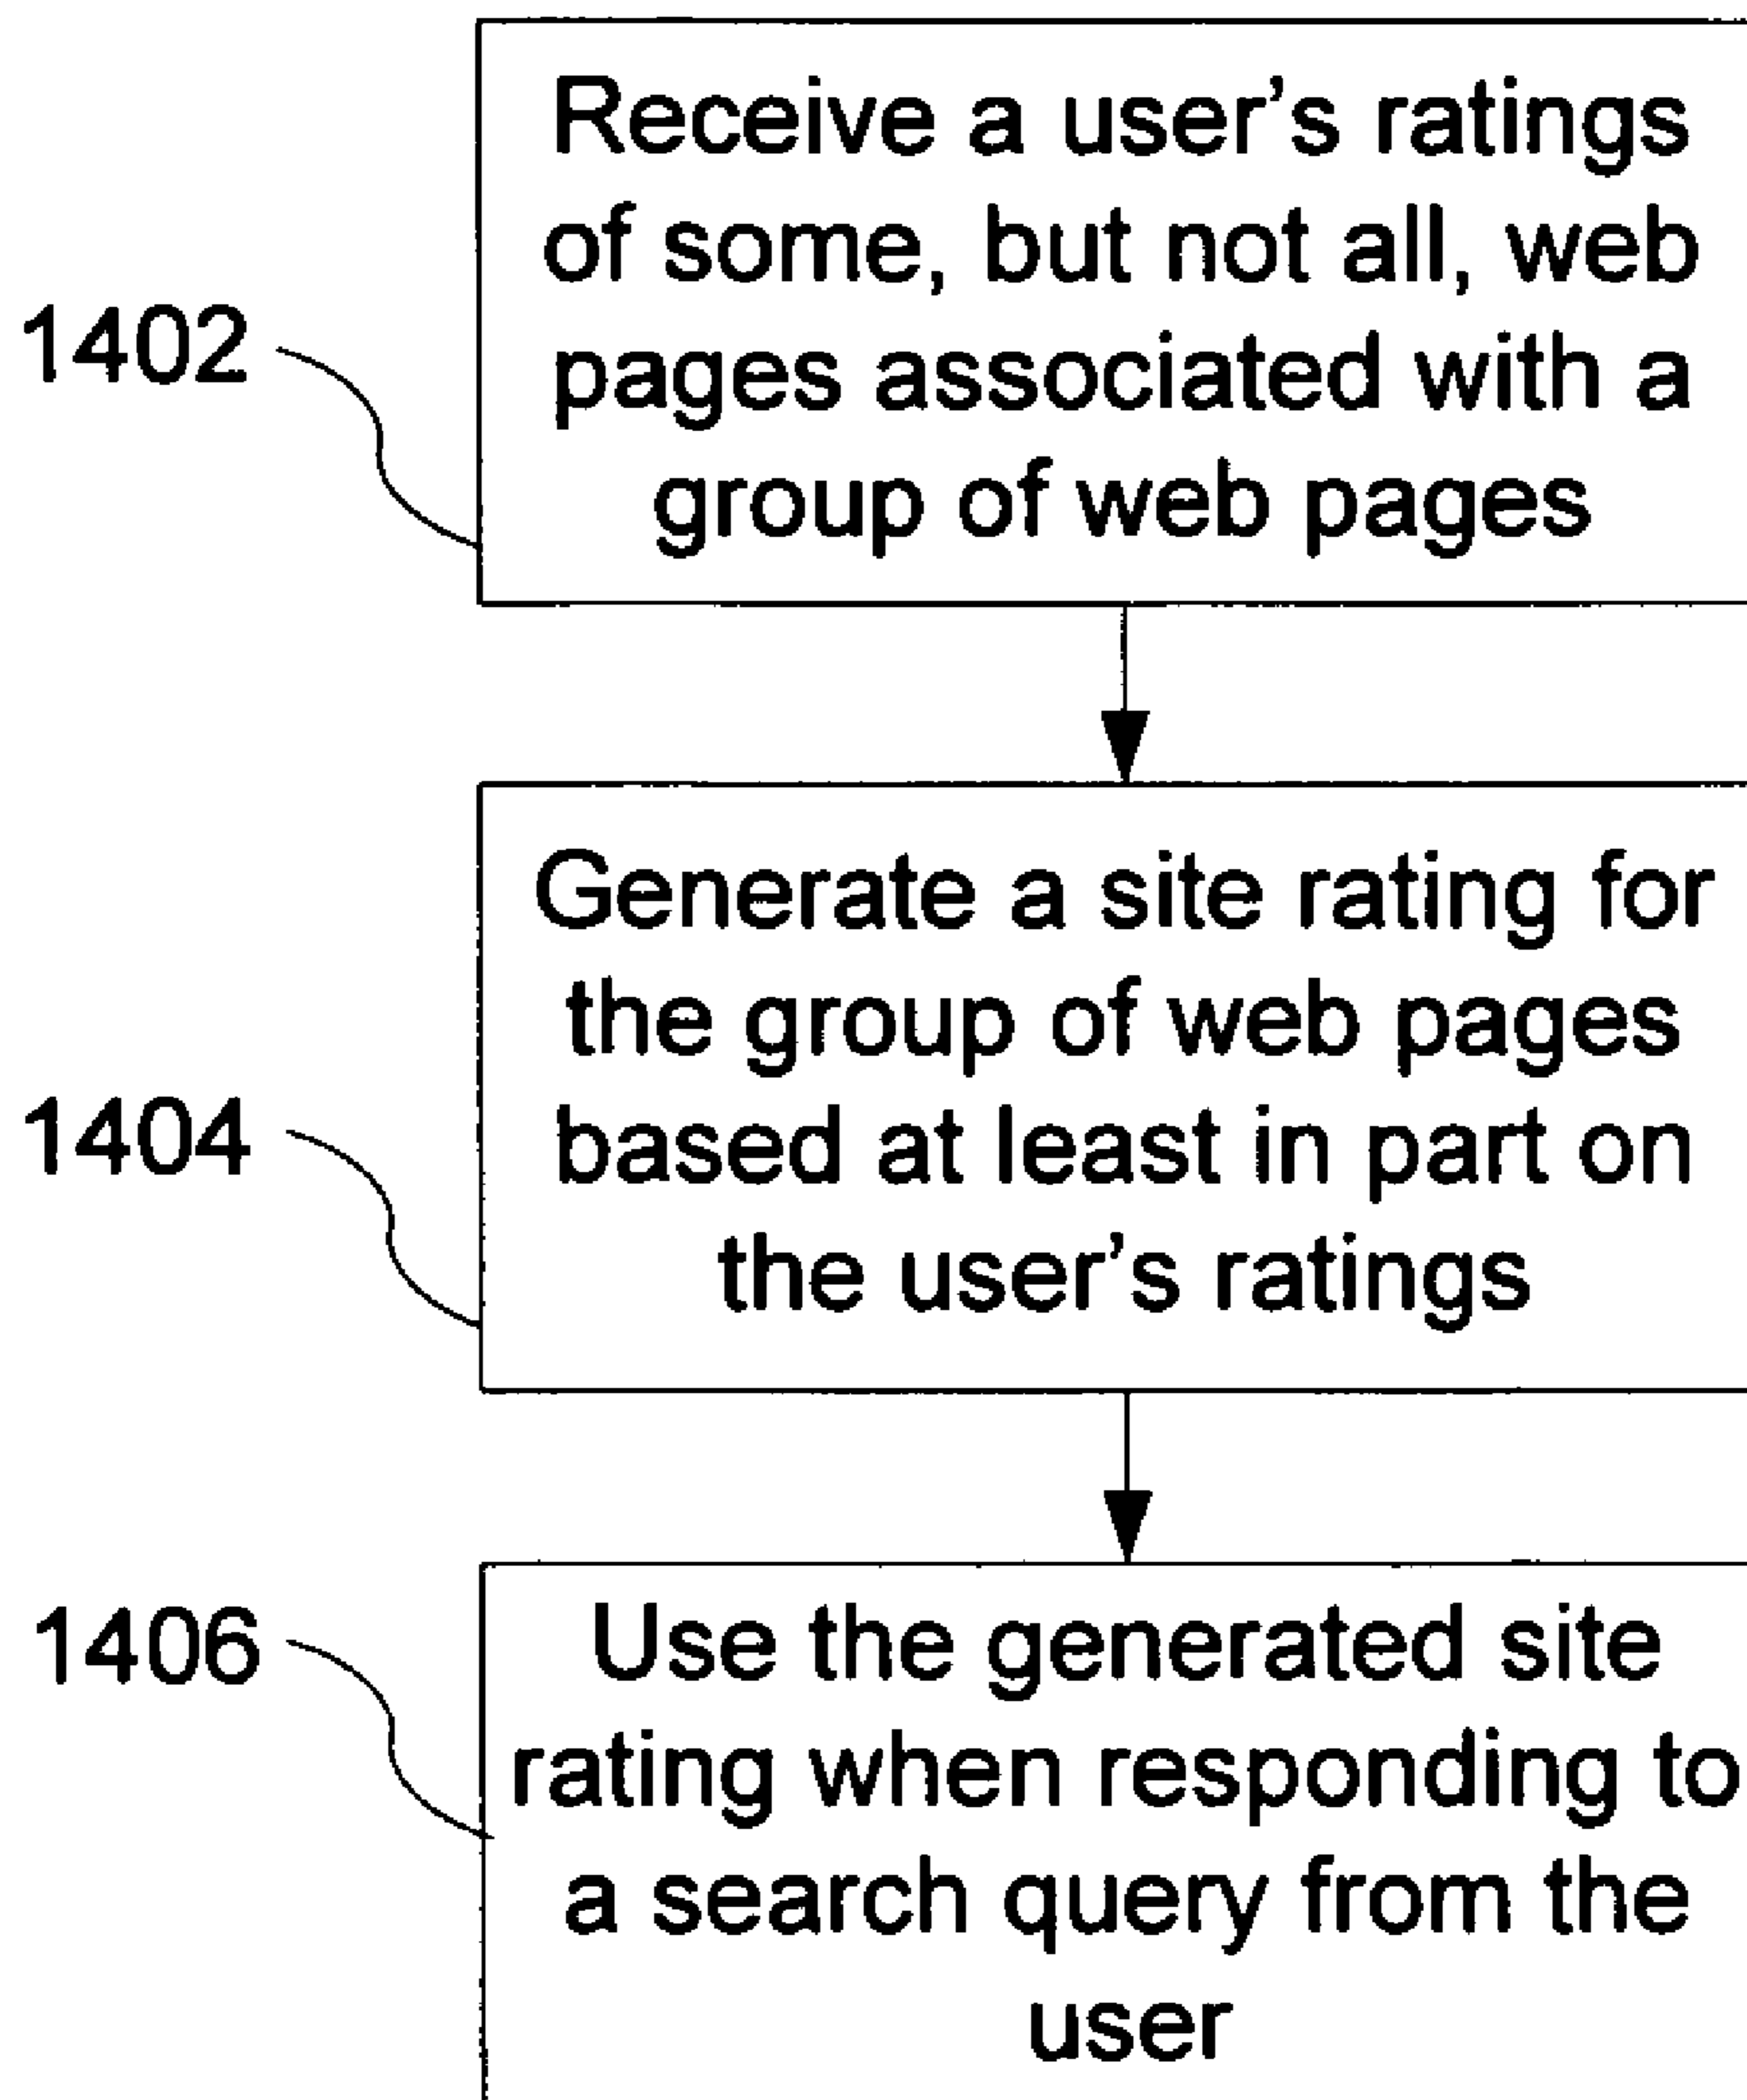 Receive a user's ratings
of some, but not all, web
pages associated with a
group of web pages
1402
Generate a site rating for
the group of web pages
based at least in part on
the user's ratings
1404
Use the generated site
rating when responding to
a search query from the
user
1406